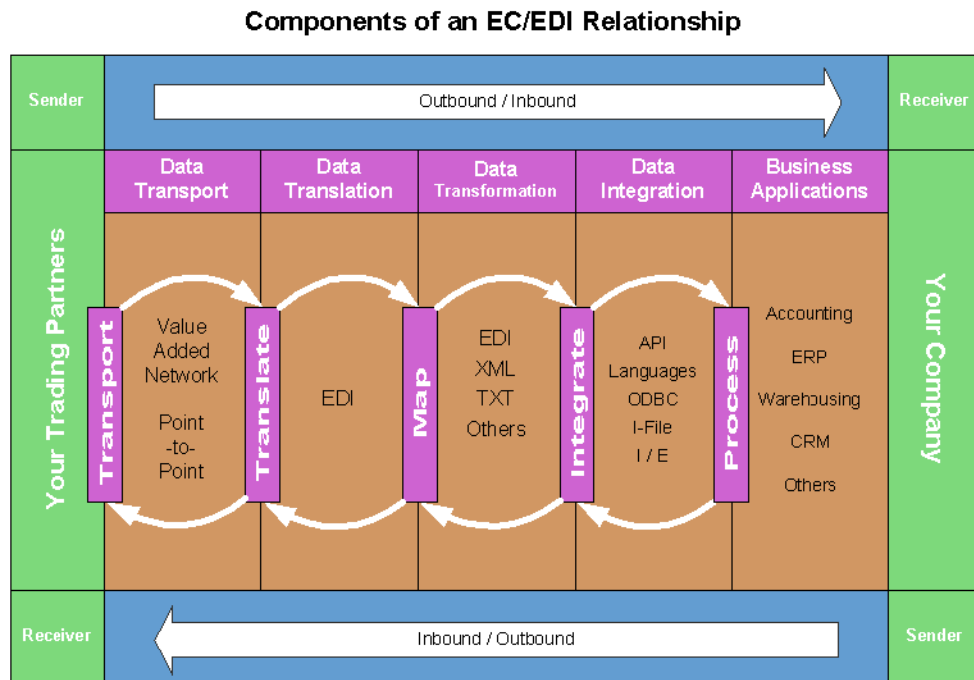 Components of an EC/EDI Relationship
Sender
Outbound / Inbound
Receiver
Your Trading Partners
Data
Transport
Data
Translation
Data
Transformation
Data
Integration
Business
Applications
Your Company
Transport
Value
Added
Network
Point
-to-
Point
Translate
EDI
Map
EDI
XML
TXT
Others
Integrate
API
Languages
ODBC
I-File
I / E
Process
Accounting
ERP
Warehousing
CRM
Others
Receiver
Inbound / Outbound
Sender